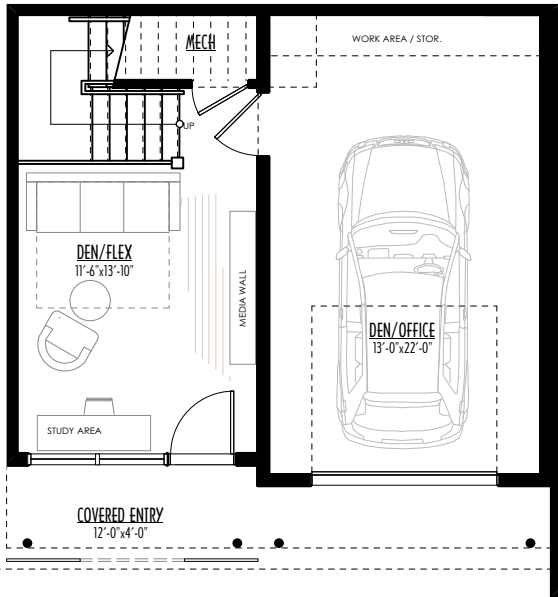 MECH
WORK AREA / STOR.
UP
DEN/FLEX
11'-6"x13'-10"
MEDIA WALL
DEN/OFFICE
13'-0"x22'-0"
STUDY AREA
COVERED ENTRY
12'-0"x4'-0"